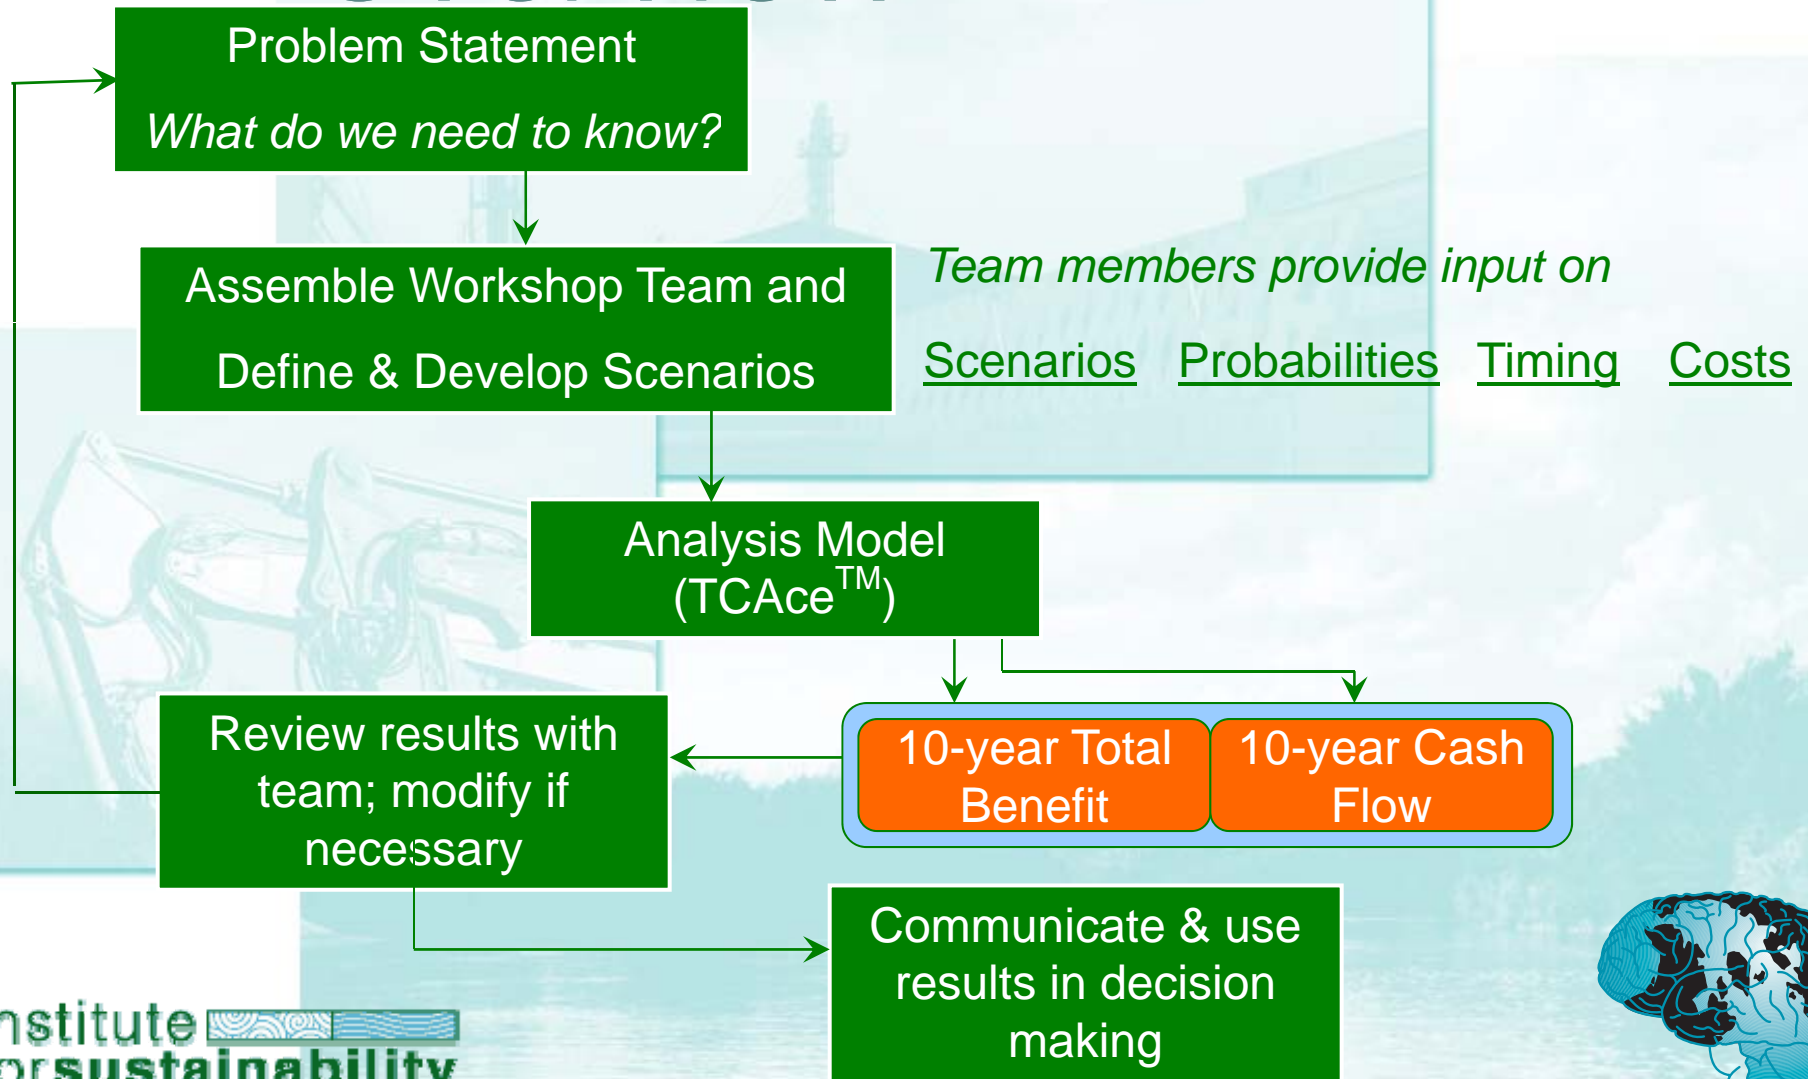 Problem Statement
What do we need to know?
Assemble Workshop Team and
Define & Develop Scenarios
Team members provide input on
Scenarios Probabilities Timing Costs
Analysis Model
(TCAce™)
10-year Total
Benefit
10-year Cash
Flow
Review results with
team; modify if
necessary
Communicate & use
results in decision
making
nstitute
orsustainability